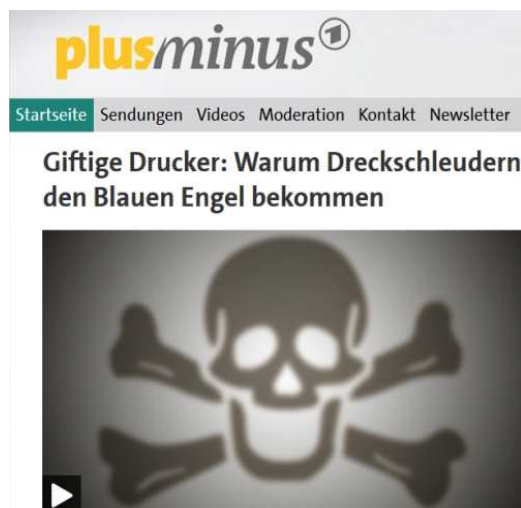 plusminus
Startseite Sendungen Videos Moderation Kontakt Newsletter
Giftige Drucker: Warum Dreckschleudern
den Blauen Engel bekommen